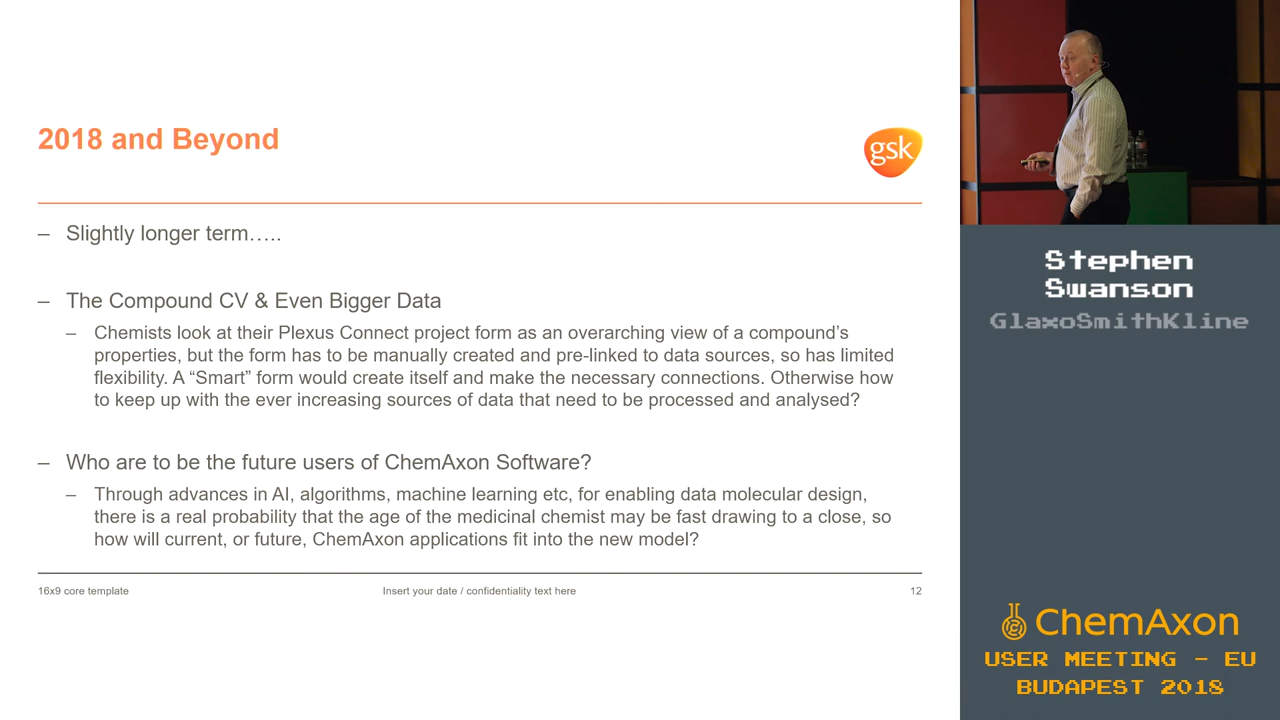 2018 and Beyond
gsk
– Slightly longer term…..
– The Compound CV & Even Bigger Data
– Chemists look at their Plexus Connect project form as an overarching view of a compound’s
properties, but the form has to be manually created and pre-linked to data sources, so has limited
flexibility. A “Smart” form would create itself and make the necessary connections. Otherwise how
to keep up with the ever increasing sources of data that need to be processed and analysed?
– Who are to be the future users of ChemAxon Software?
– Through advances in AI, algorithms, machine learning etc, for enabling data molecular design,
there is a real probability that the age of the medicinal chemist may be fast drawing to a close, so
how will current, or future, ChemAxon applications fit into the new model?
16x9 core template
Insert your date / confidentiality text here
12
Stephen
Swanson
GlaxoSmithKline
ChemAxon
USER MEETING – EU
BUDAPEST 2018